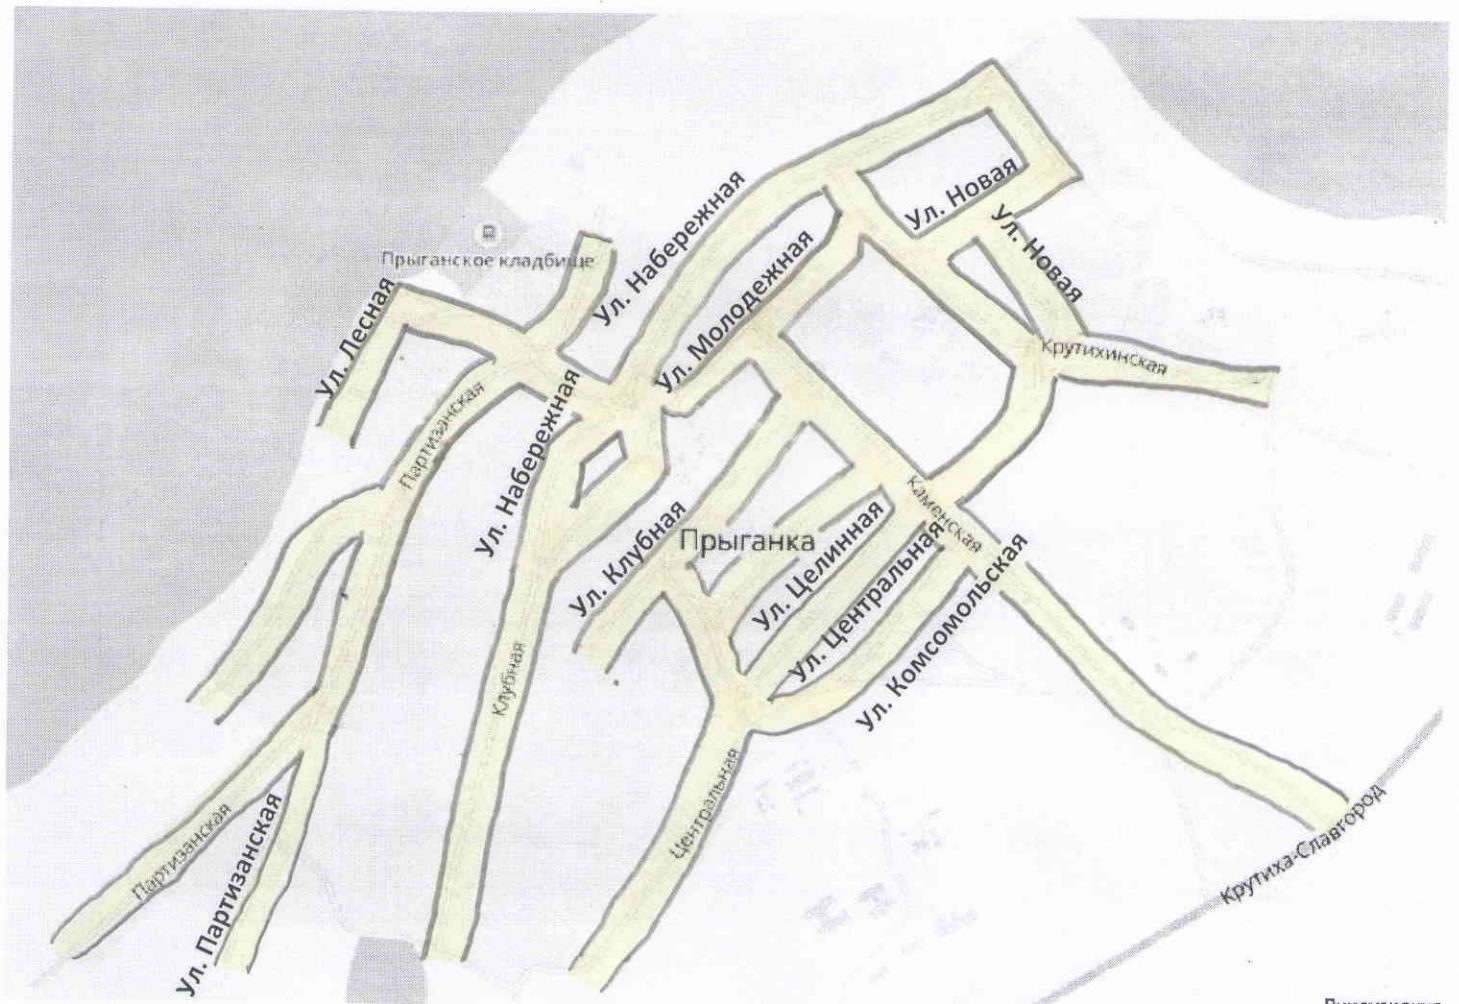 Ул. Новая
Ул. Набережная
Ул. Новая
Прыганское кладбище
Ул. Молодежная
Ул. Лесная
Крутихинская
Партизанская
Ул. Набережная
Каменская
Ул. Клубная
Прыганка
Ул. Целинная
Ул. Центральная
Ул. Комсомольская
Клубная
Центральная
Партизанская
Ул. Партизанская
Крутиха-Славгород